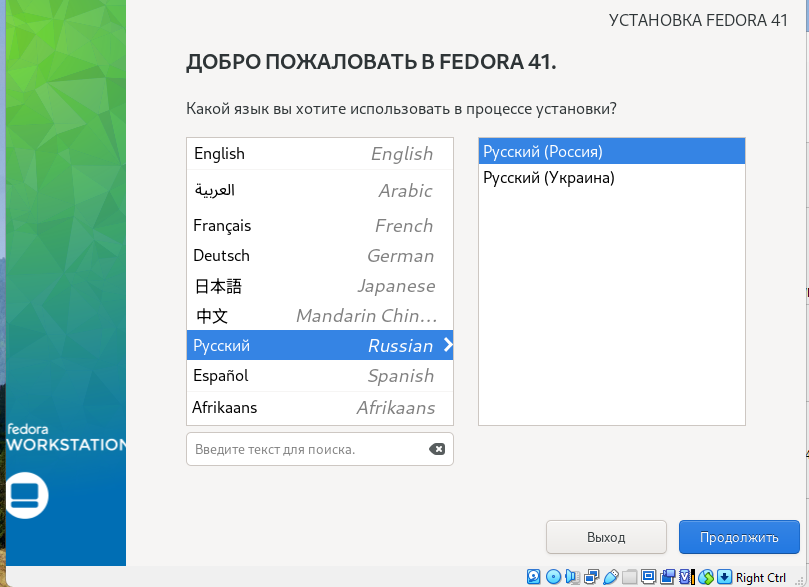 УСТАНОВКА FEDORA 41
ДОБРО ПОЖАЛОВАТЬ В FEDORA 41.
Какой язык вы хотите использовать в процессе установки?
English English
العربية Arabic
Français French
Deutsch German
日本語 Japanese
中文 Mandarin Chin...
Русский Russian
Español Spanish
Afrikaans Afrikaans
Русский (Россия)
Русский (Украина)
Введите текст для поиска.
fedora
WORKSTATION
Выход
Продолжить
Right Ctrl